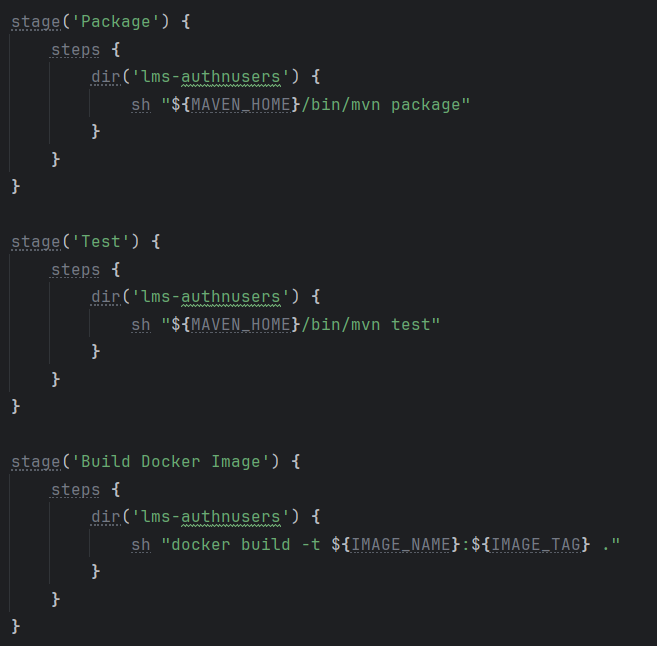 stage('Package') {
    steps {
        dir('lms-authnusers') {
            sh "${MAVEN_HOME}/bin/mvn package"
        }
    }
}

stage('Test') {
    steps {
        dir('lms-authnusers') {
            sh "${MAVEN_HOME}/bin/mvn test"
        }
    }
}

stage('Build Docker Image') {
    steps {
        dir('lms-authnusers') {
            sh "docker build -t ${IMAGE_NAME}:${IMAGE_TAG} ."
        }
    }
}